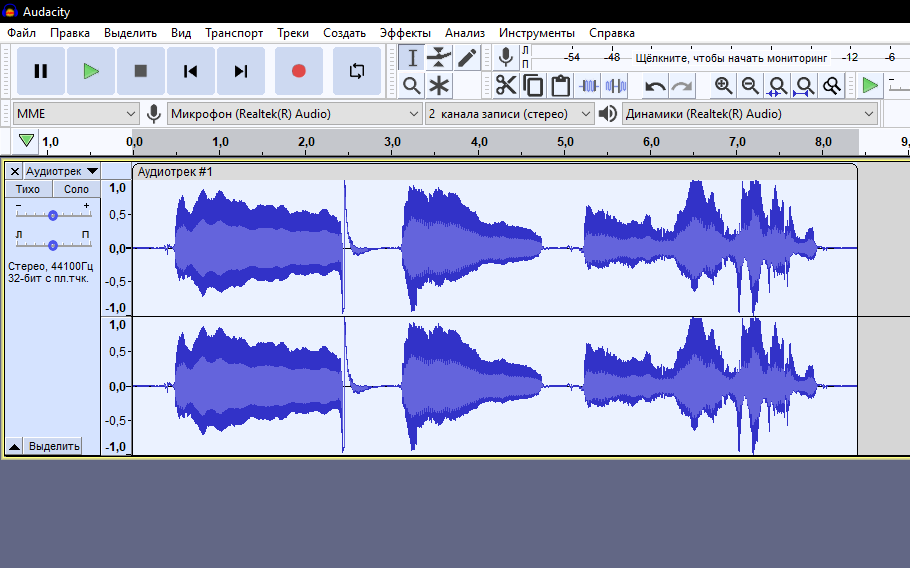 Audacity
Файл Правка Выделить Вид Транспорт Треки Создать Эффекты Анализ Инструменты Справка
Л
П
-54 -48 Щёлкните, чтобы начать мониторинг -12 -6
MME Микрофон (Realtek(R) Audio) 2 канала записи (стерео) Динамики (Realtek(R) Audio)
1,0 0,0 1,0 2,0 3,0 4,0 5,0 6,0 7,0 8,0 9,
Аудиотрек Аудиотрек #1
Тихо Соло
- +
Л П
Стерео, 44100Гц
32-бит с пл.тчк.
1,0
0,5
0,0
-0,5
-1,0
1,0
0,5
0,0
-0,5
-1,0
Выделить